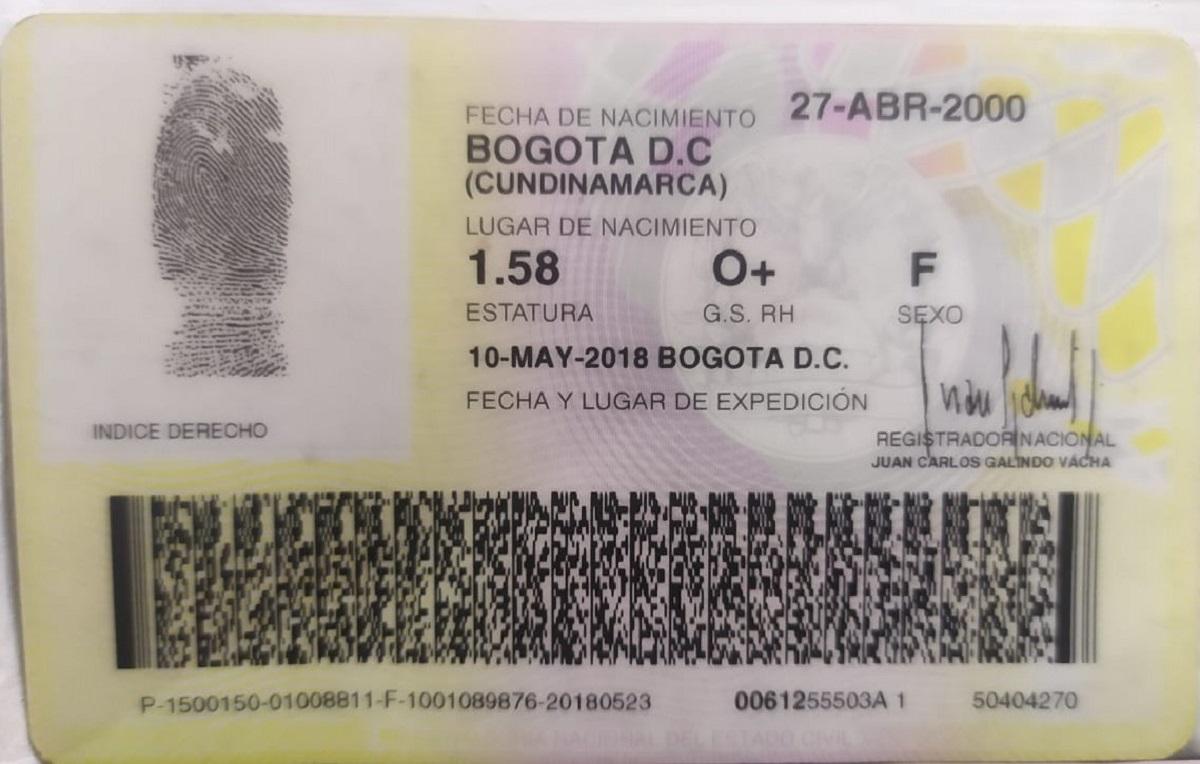 FECHA DE NACIMIENTO 27-ABR-2000
BOGOTA D.C
(CUNDINAMARCA)
LUGAR DE NACIMIENTO
1.58 O+ F
ESTATURA G.S. RH SEXO
10-MAY-2018 BOGOTA D.C.
FECHA Y LUGAR DE EXPEDICIÓN
INDICE DERECHO
REGISTRADOR NACIONAL
JUAN CARLOS GALINDO VACHA
P-1500150-01008811-F-1001089876-20180523 0061255503A 1 50404270
NACIONAL DEL ESTADO CIVIL